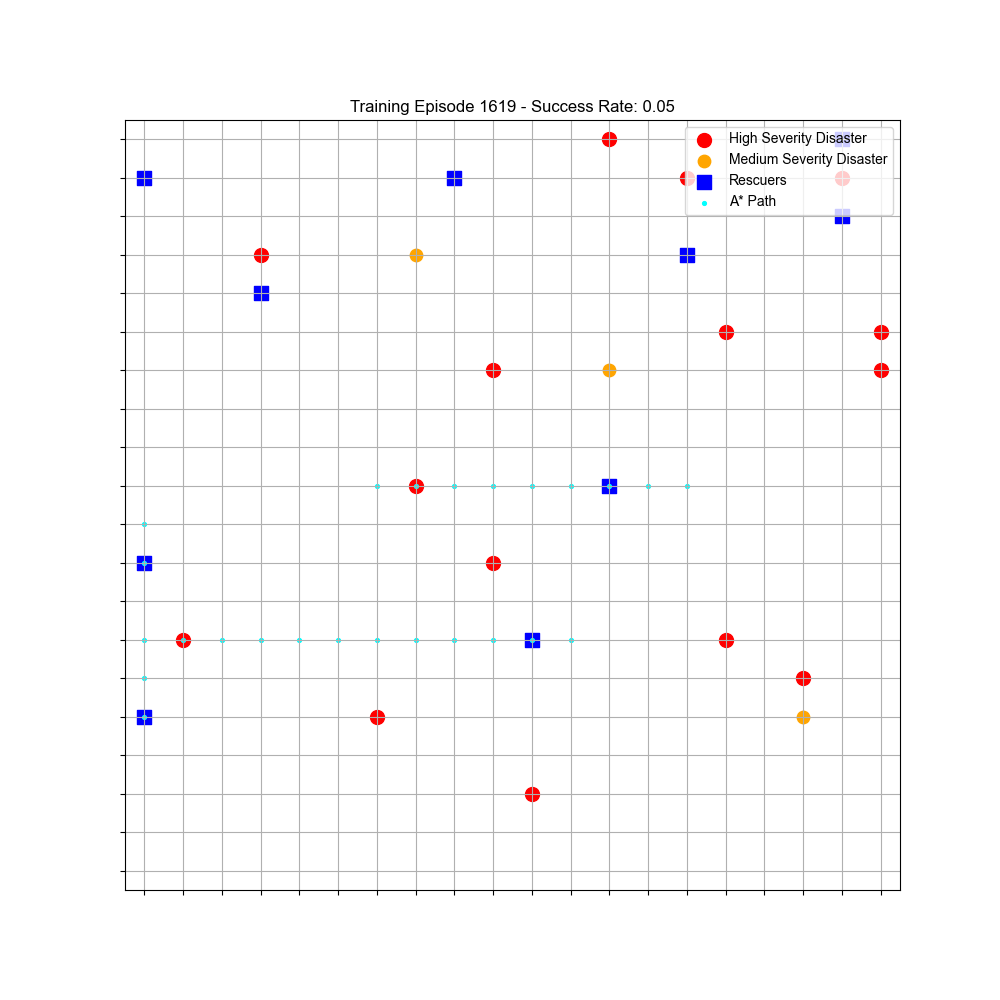 Training Episode 1619 - Success Rate: 0.05
High Severity Disaster
Medium Severity Disaster
Rescuers
A* Path